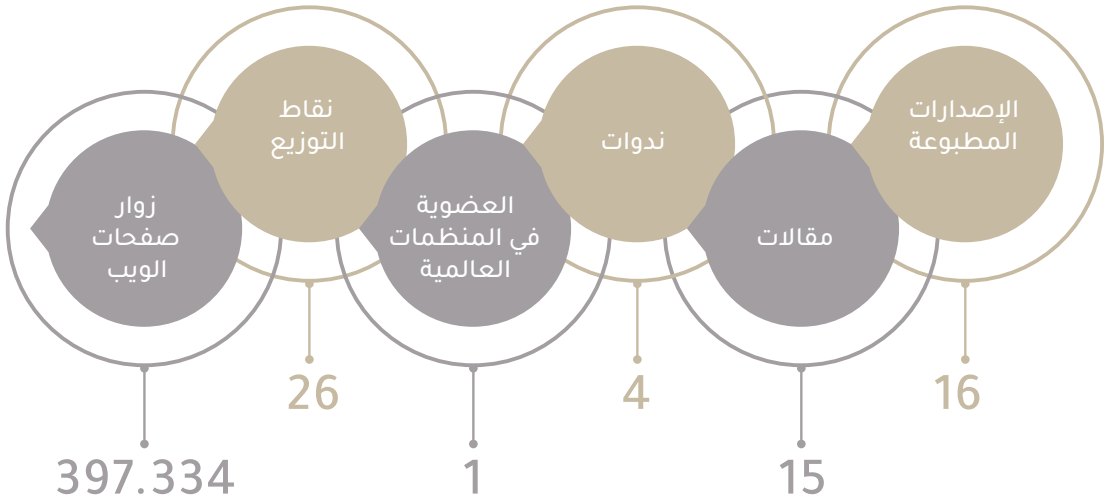 الإصدارات
المطبوعة
16
مقالات
15
ندوات
4
العضوية
في المنظمات
العالمية
1
نقاط
التوزيع
26
زوار
صفحات
الويب
397.334